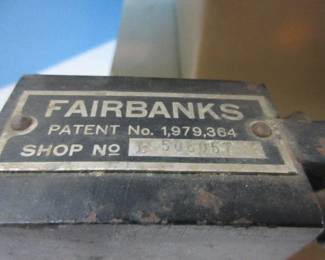 FAIRBANKS
PATENT No. 1,979,364
SHOP No